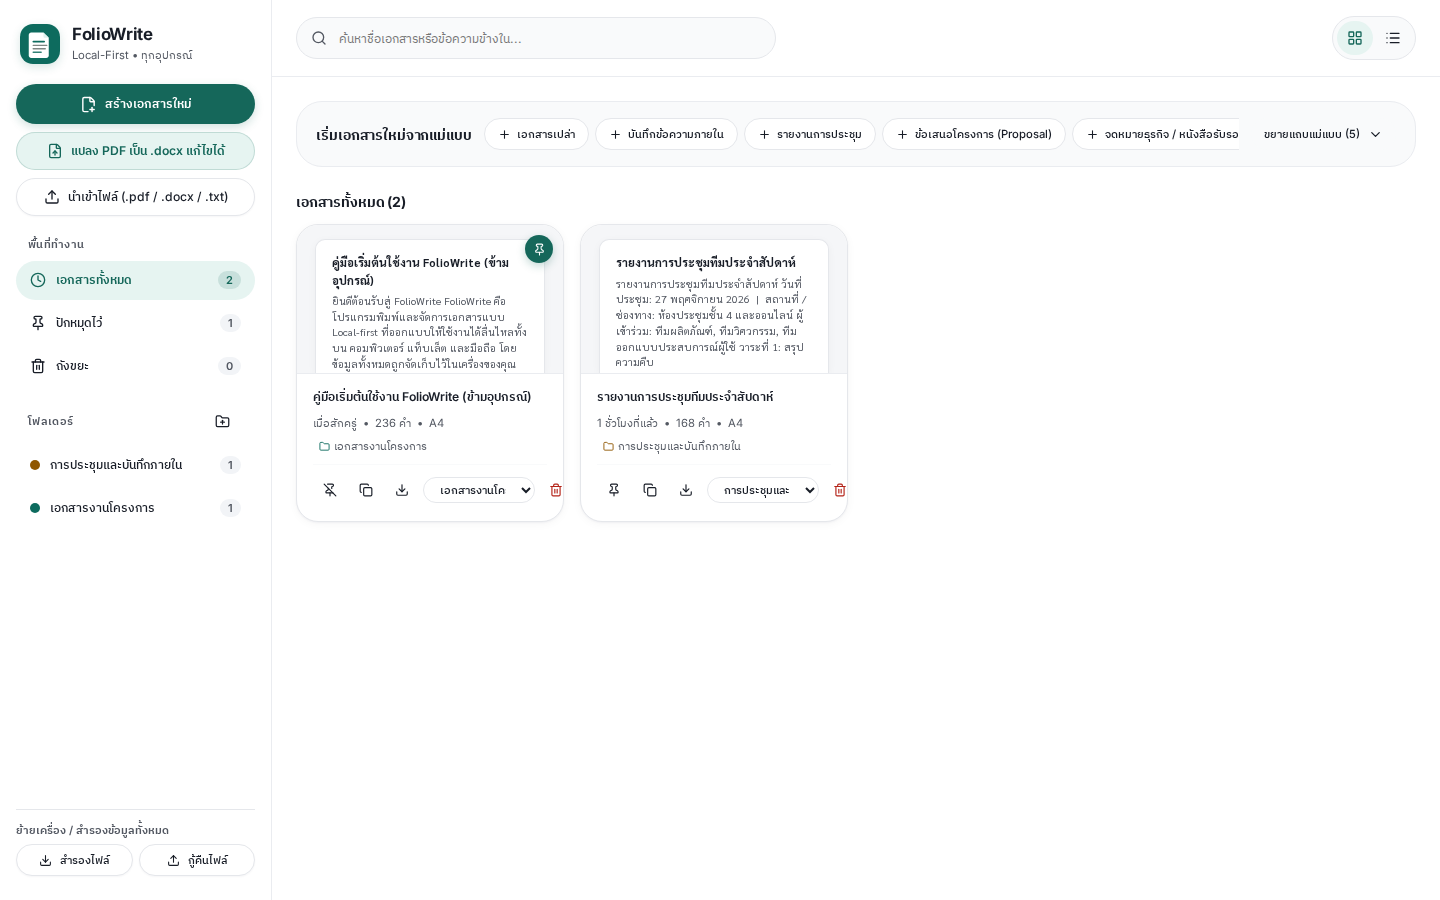 FolioWrite
Local-First • ทุกอุปกรณ์
สร้างเอกสารใหม่
แปลง PDF เป็น .docx แก้ไขได้
นำเข้าไฟล์ (.pdf / .docx / .txt)
พื้นที่ทำงาน
เอกสารทั้งหมด 2
ปักหมุดไว้ 1
ถังขยะ 0
โฟลเดอร์
การประชุมและบันทึกภายใน 1
เอกสารงานโครงการ 1
ย้ายเครื่อง / สำรองข้อมูลทั้งหมด
สำรองไฟล์ กู้คืนไฟล์
ค้นหาชื่อเอกสารหรือข้อความข้างใน...
เริ่มเอกสารใหม่จากแม่แบบ เอกสารเปล่า บันทึกข้อความภายใน รายงานการประชุม ข้อเสนอโครงการ (Proposal) จดหมายธุรกิจ / หนังสือรับรอ ขยายแถบแม่แบบ (5)
เอกสารทั้งหมด (2)
คู่มือเริ่มต้นใช้งาน FolioWrite (ข้าม
อุปกรณ์)
ยินดีต้อนรับสู่ FolioWrite FolioWrite คือ
โปรแกรมพิมพ์และจัดการเอกสารแบบ
Local-first ที่ออกแบบให้ใช้งานได้ลื่นไหลทั้ง
บน คอมพิวเตอร์ แท็บเล็ต และมือถือ โดย
ข้อมูลทั้งหมดถูกจัดเก็บไว้ในเครื่องของคุณ
คู่มือเริ่มต้นใช้งาน FolioWrite (ข้ามอุปกรณ์)
เมื่อสักครู่ • 236 คำ • A4
เอกสารงานโครงการ
เอกสารงานโค
รายงานการประชุมทีมประจำสัปดาห์
รายงานการประชุมทีมประจำสัปดาห์ วันที่
ประชุม: 27 พฤศจิกายน 2026 | สถานที่ /
ช่องทาง: ห้องประชุมชั้น 4 และออนไลน์ ผู้
เข้าร่วม: ทีมผลิตภัณฑ์, ทีมวิศวกรรม, ทีม
ออกแบบประสบการณ์ผู้ใช้ วาระที่ 1: สรุป
ความคืบ
รายงานการประชุมทีมประจำสัปดาห์
1 ชั่วโมงที่แล้ว • 168 คำ • A4
การประชุมและบันทึกภายใน
การประชุมและ